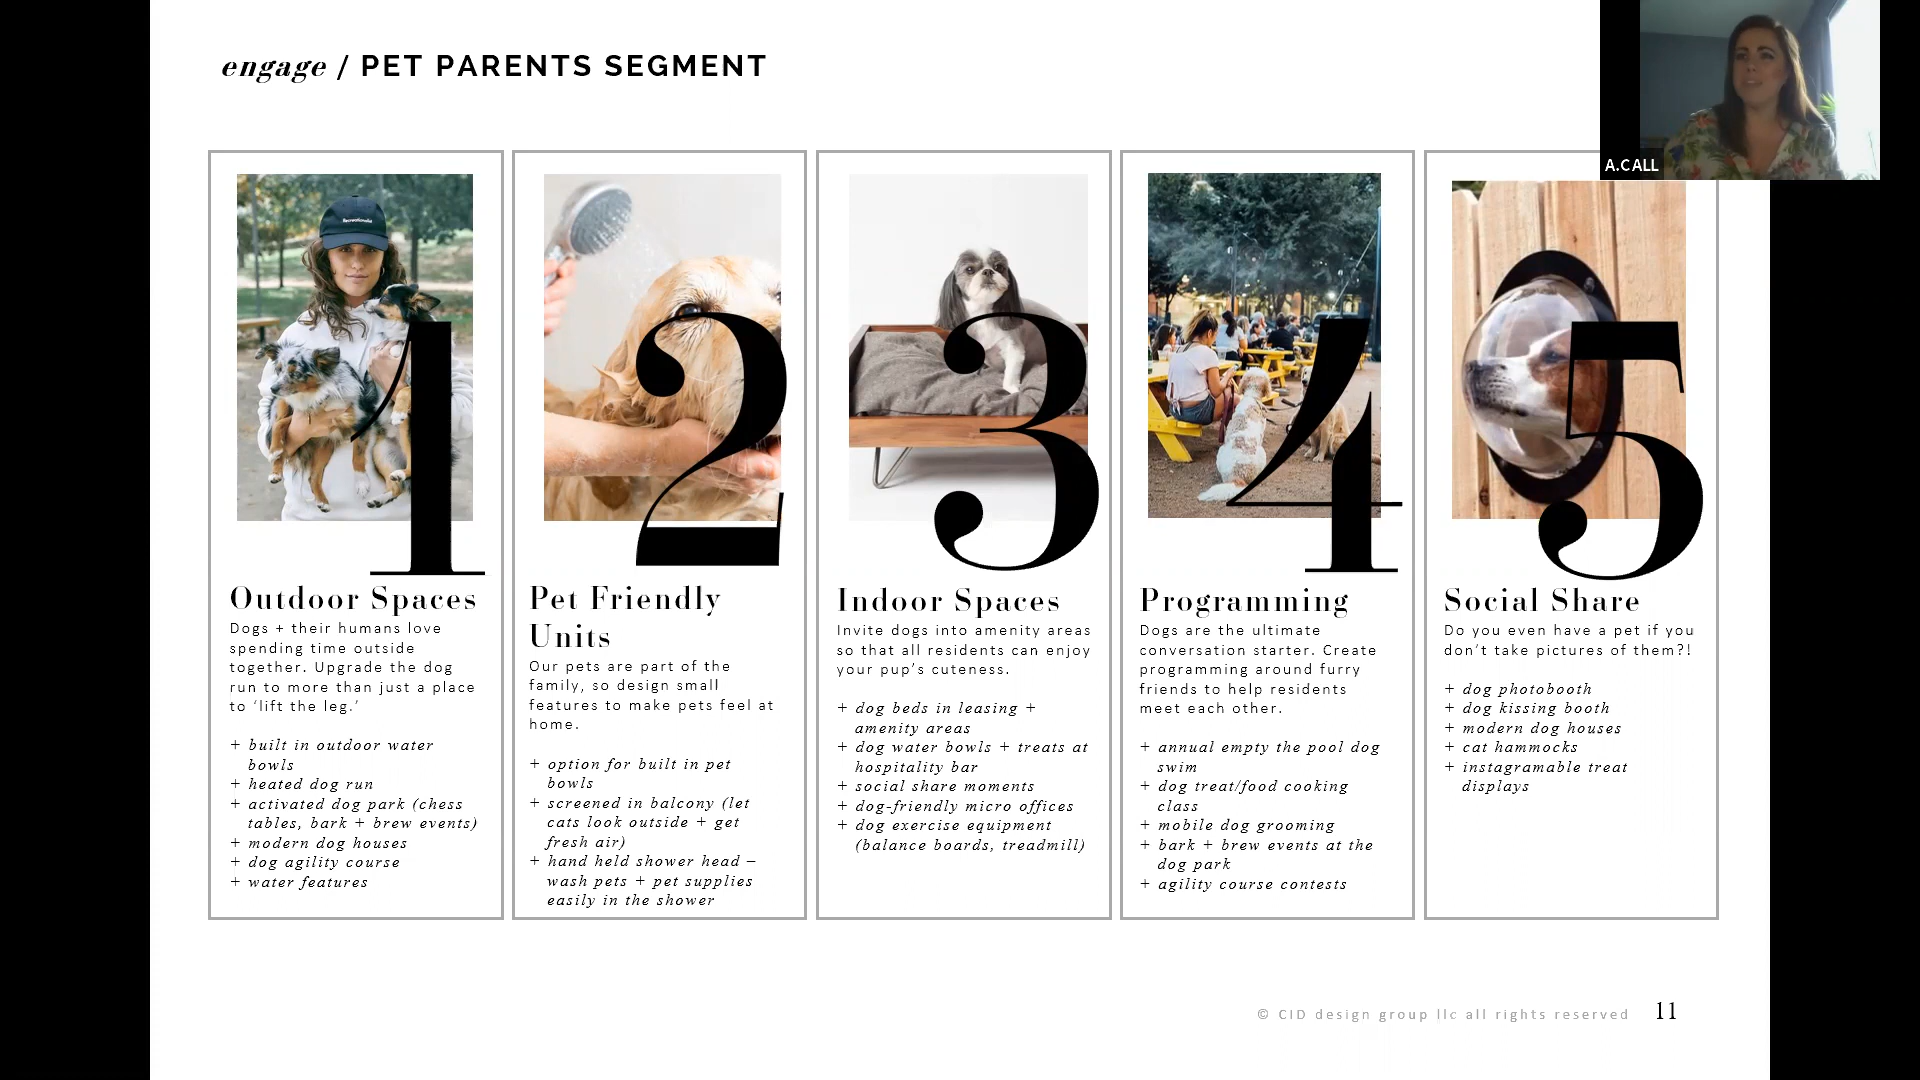 engage / PET PARENTS SEGMENT
A.CALL
1
Outdoor Spaces
Dogs + their humans love
spending time outside
together. Upgrade the dog
run to more than just a place
to ‘lift the leg.’
+ built in outdoor water
bowls
+ heated dog run
+ activated dog park (chess
tables, bark + brew events)
+ modern dog houses
+ dog agility course
+ water features
2
Pet Friendly
Units
Our pets are part of the
family, so design small
features to make pets feel at
home.
+ option for built in pet
bowls
+ screened in balcony (let
cats look outside + get
fresh air)
+ hand held shower head –
wash pets + pet supplies
easily in the shower
3
Indoor Spaces
Invite dogs into amenity areas
so that all residents can enjoy
your pup’s cuteness.
+ dog beds in leasing +
amenity areas
+ dog water bowls + treats at
hospitality bar
+ social share moments
+ dog-friendly micro offices
+ dog exercise equipment
(balance boards, treadmill)
4
Programming
Dogs are the ultimate
conversation starter. Create
programming around furry
friends to help residents
meet each other.
+ annual empty the pool dog
swim
+ dog treat/food cooking
class
+ mobile dog grooming
+ bark + brew events at the
dog park
+ agility course contests
5
Social Share
Do you even have a pet if you
don’t take pictures of them?!
+ dog photobooth
+ dog kissing booth
+ modern dog houses
+ cat hammocks
+ instagramable treat
displays
© CID design group llc all rights reserved 11